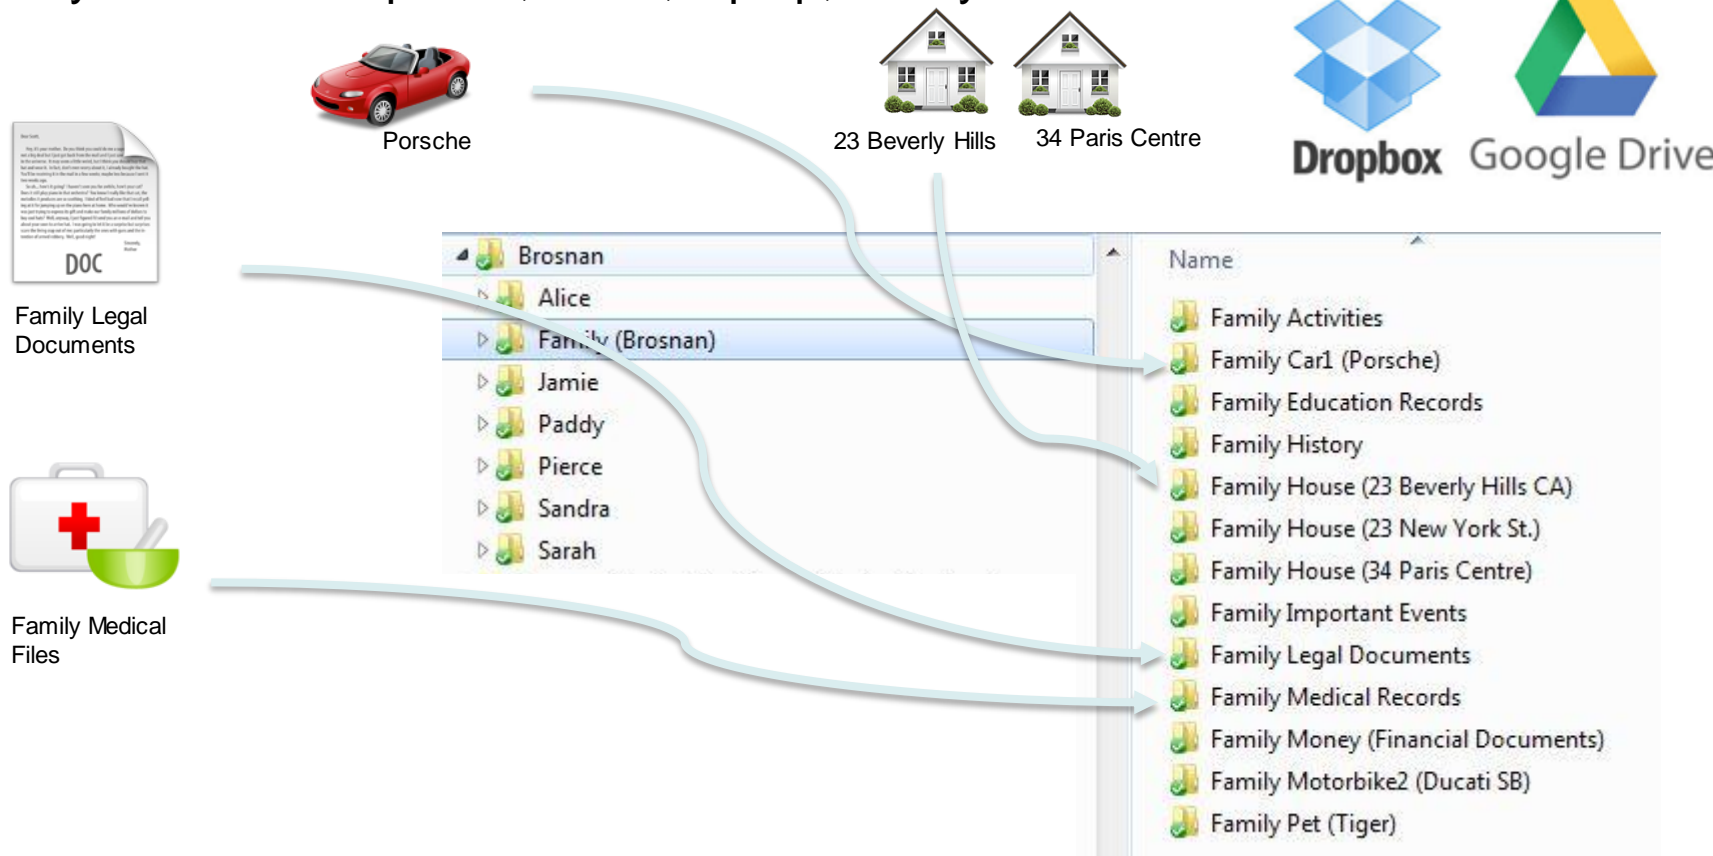 Porsche
23 Beverly Hills
34 Paris Centre
Dropbox
Google Drive
DOC
Family Legal
Documents
Family Medical
Files
Brosnan
Alice
Family (Brosnan)
Jamie
Paddy
Pierce
Sandra
Sarah
Name
Family Activities
Family Car1 (Porsche)
Family Education Records
Family History
Family House (23 Beverly Hills CA)
Family House (23 New York St.)
Family House (34 Paris Centre)
Family Important Events
Family Legal Documents
Family Medical Records
Family Money (Financial Documents)
Family Motorbike2 (Ducati SB)
Family Pet (Tiger)